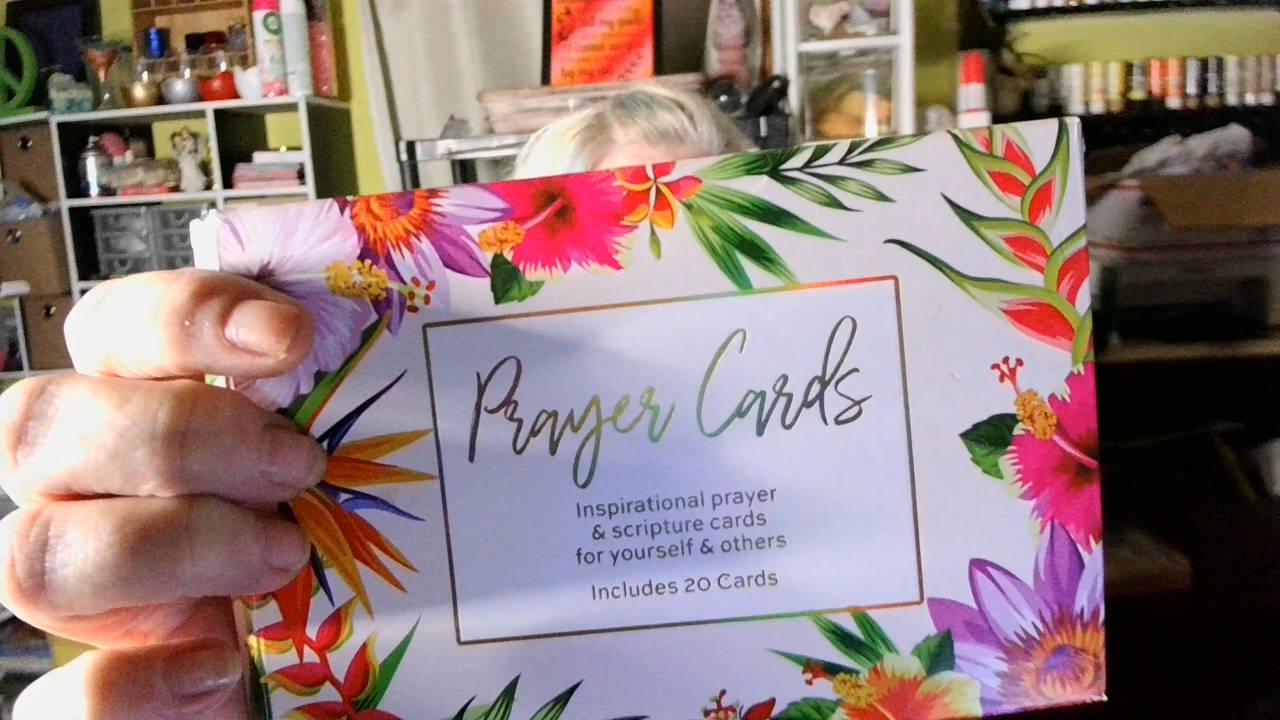 Prayer Cards
Inspirational prayer
& scripture cards
for yourself & others
Includes 20 Cards